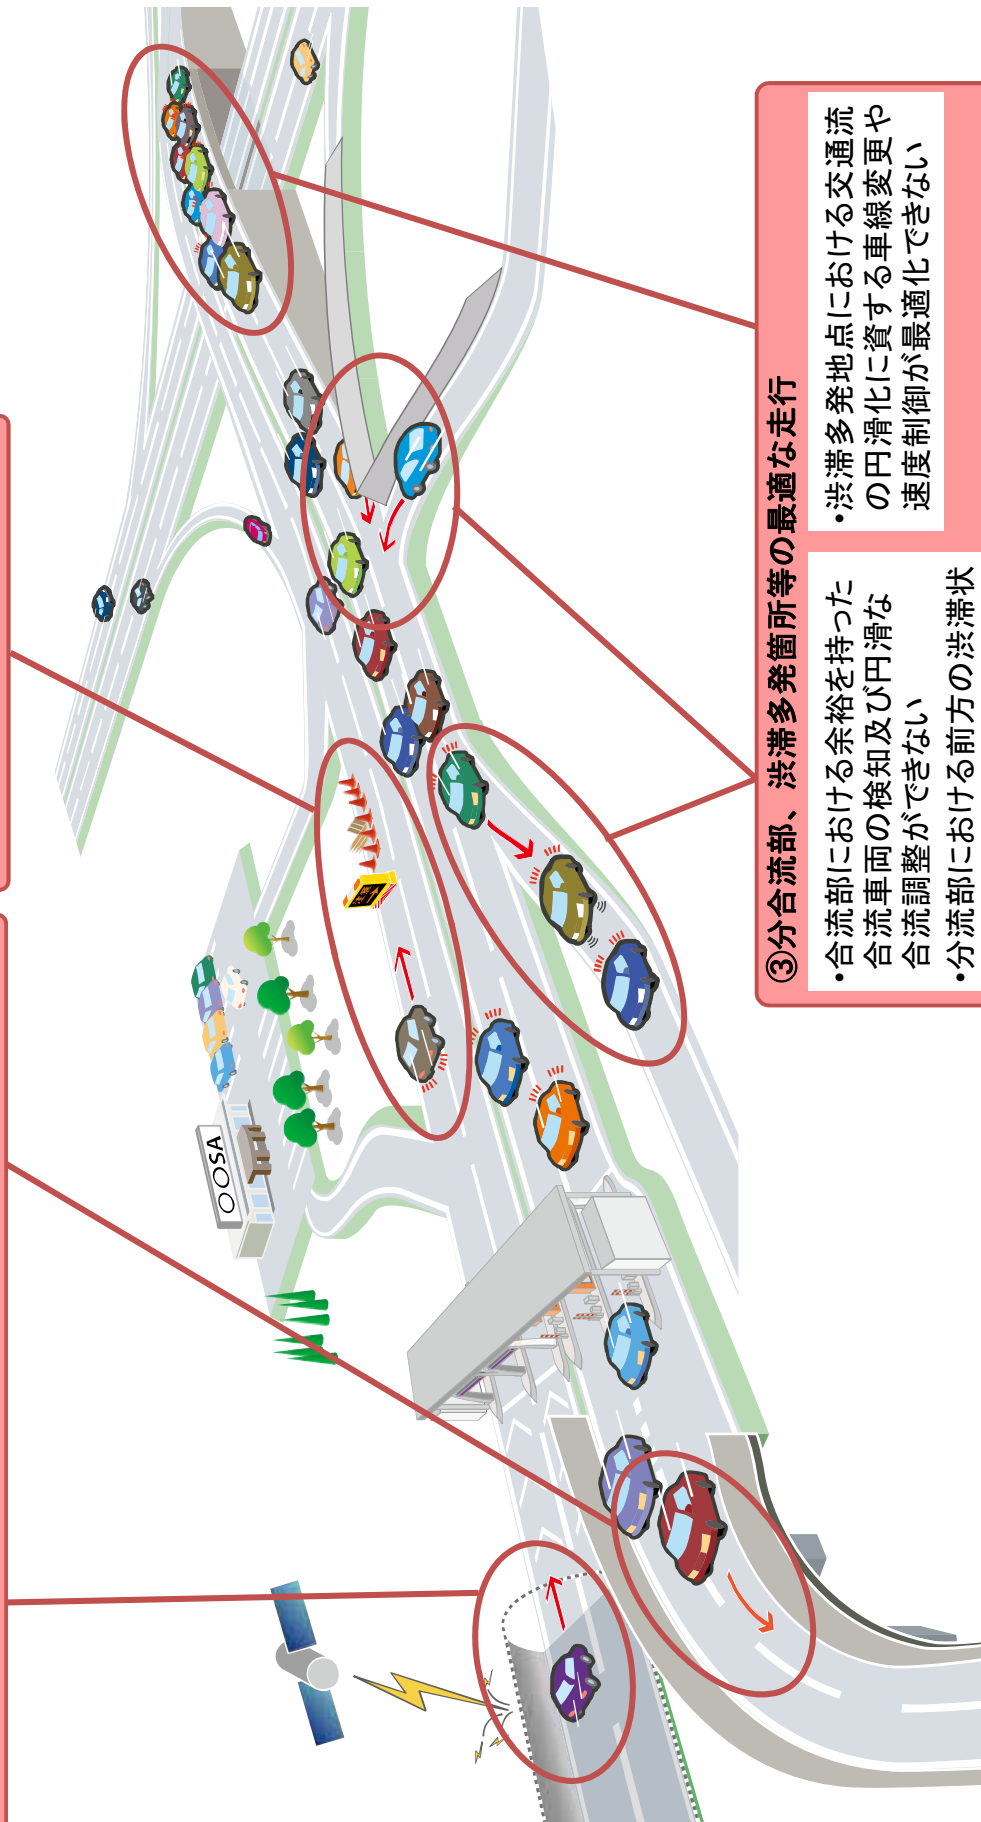 ○○SA
③分合流部、渋滞多発箇所等の最適な走行
•合流部における余裕を持った
合流車両の検知及び円滑な
合流調整ができない
•分流部における前方の渋滞状
•渋滞多発地点における交通流
の円滑化に資する車線変更や
速度制御が最適化できない